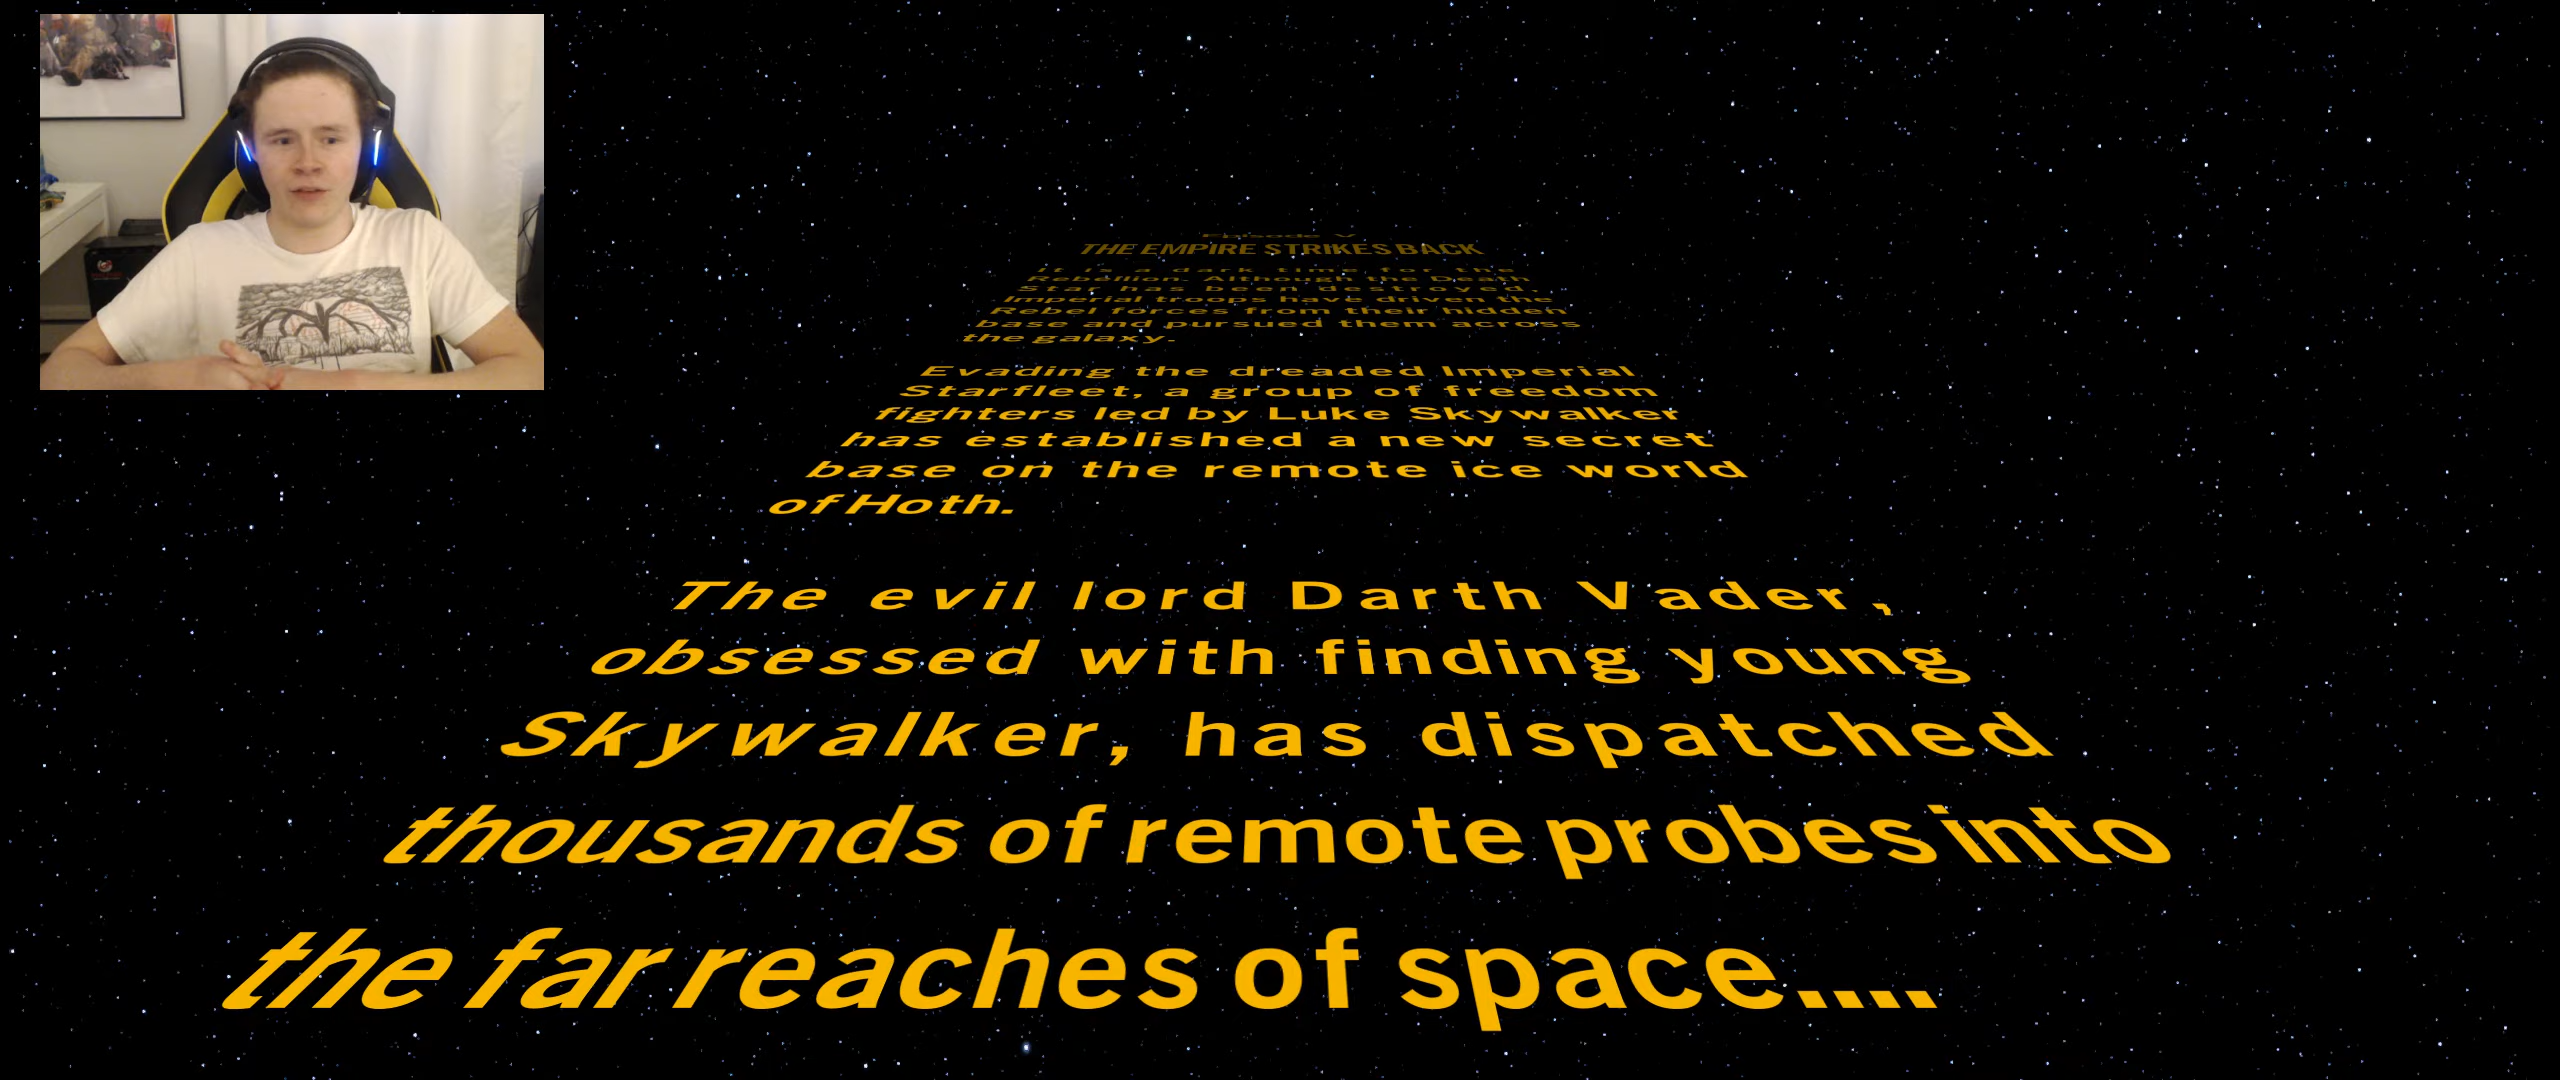 Episode V
THE EMPIRE STRIKES BACK
It is a dark time for the
Rebellion. Although the Death
Star has been destroyed,
Imperial troops have driven the
Rebel forces from their hidden
base and pursued them across
the galaxy.
Evading the dreaded Imperial
Starfleet, a group of freedom
fighters led by Luke Skywalker
has established a new secret
base on the remote ice world
of Hoth.
The evil lord Darth Vader,
obsessed with finding young
Skywalker, has dispatched
thousands of remote probes into
the far reaches of space....